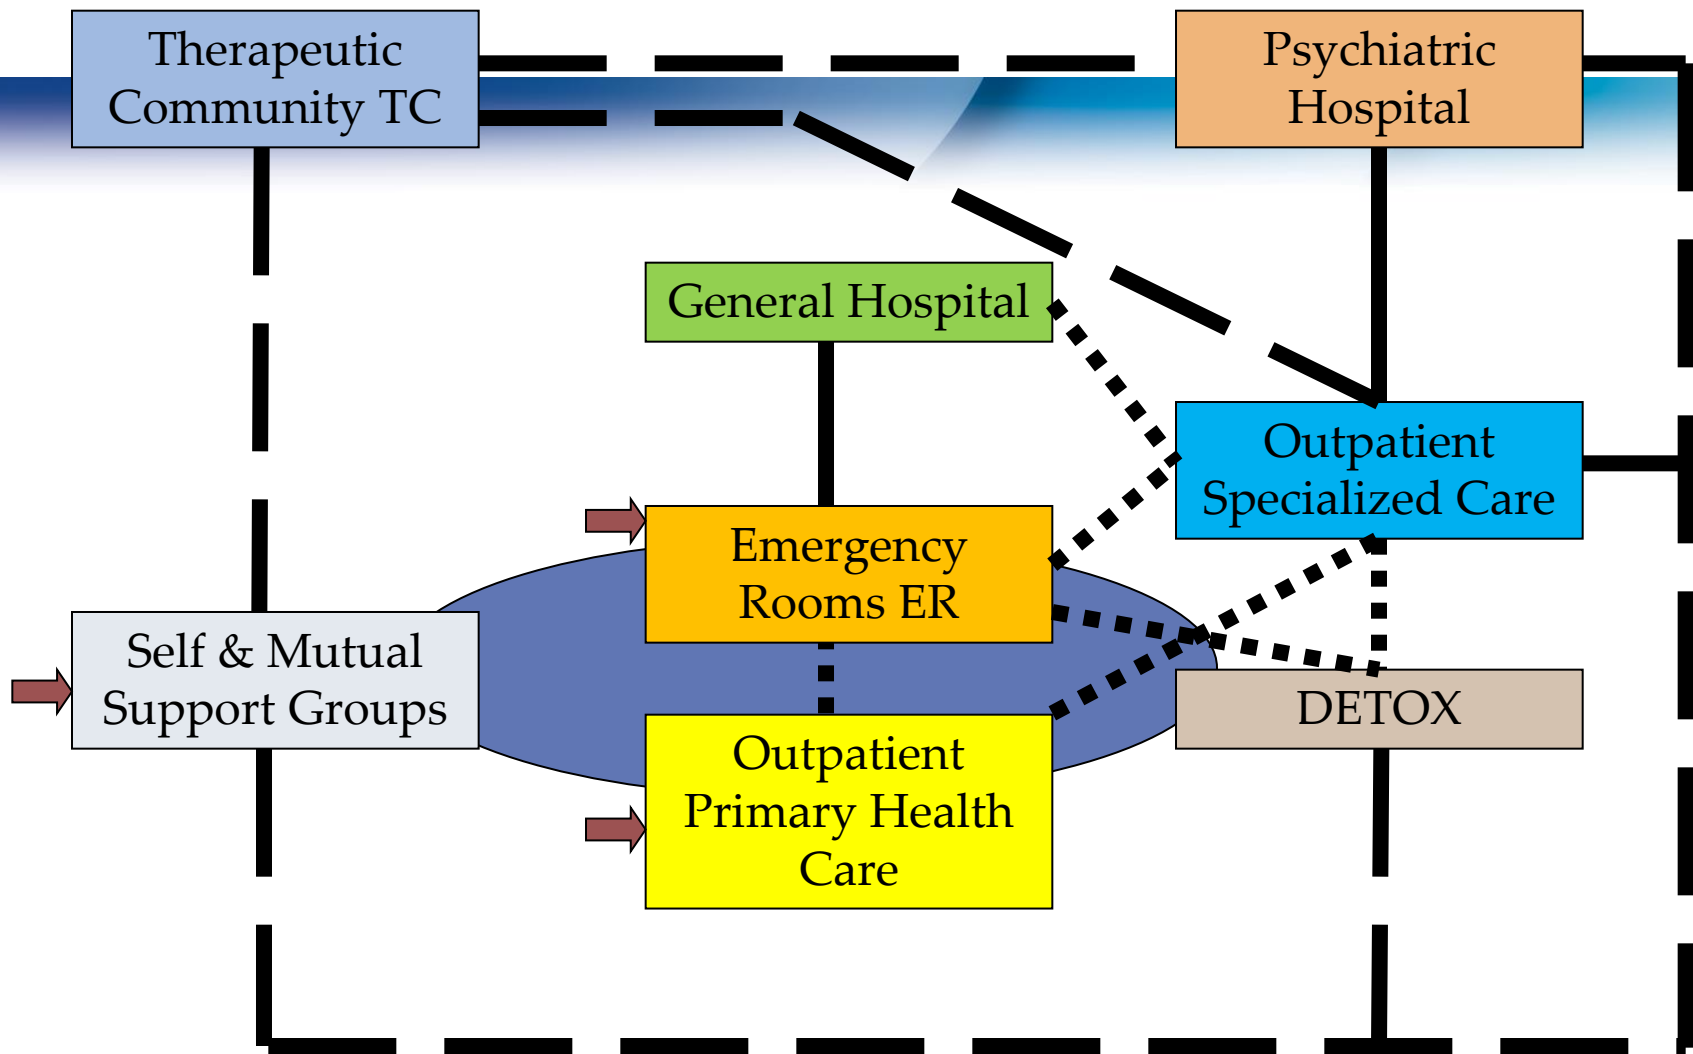 Therapeutic
Community TC
Psychiatric
Hospital
General Hospital
Outpatient
Specialized Care
Emergency
Rooms ER
Self & Mutual
Support Groups
DETOX
Outpatient
Primary Health
Care